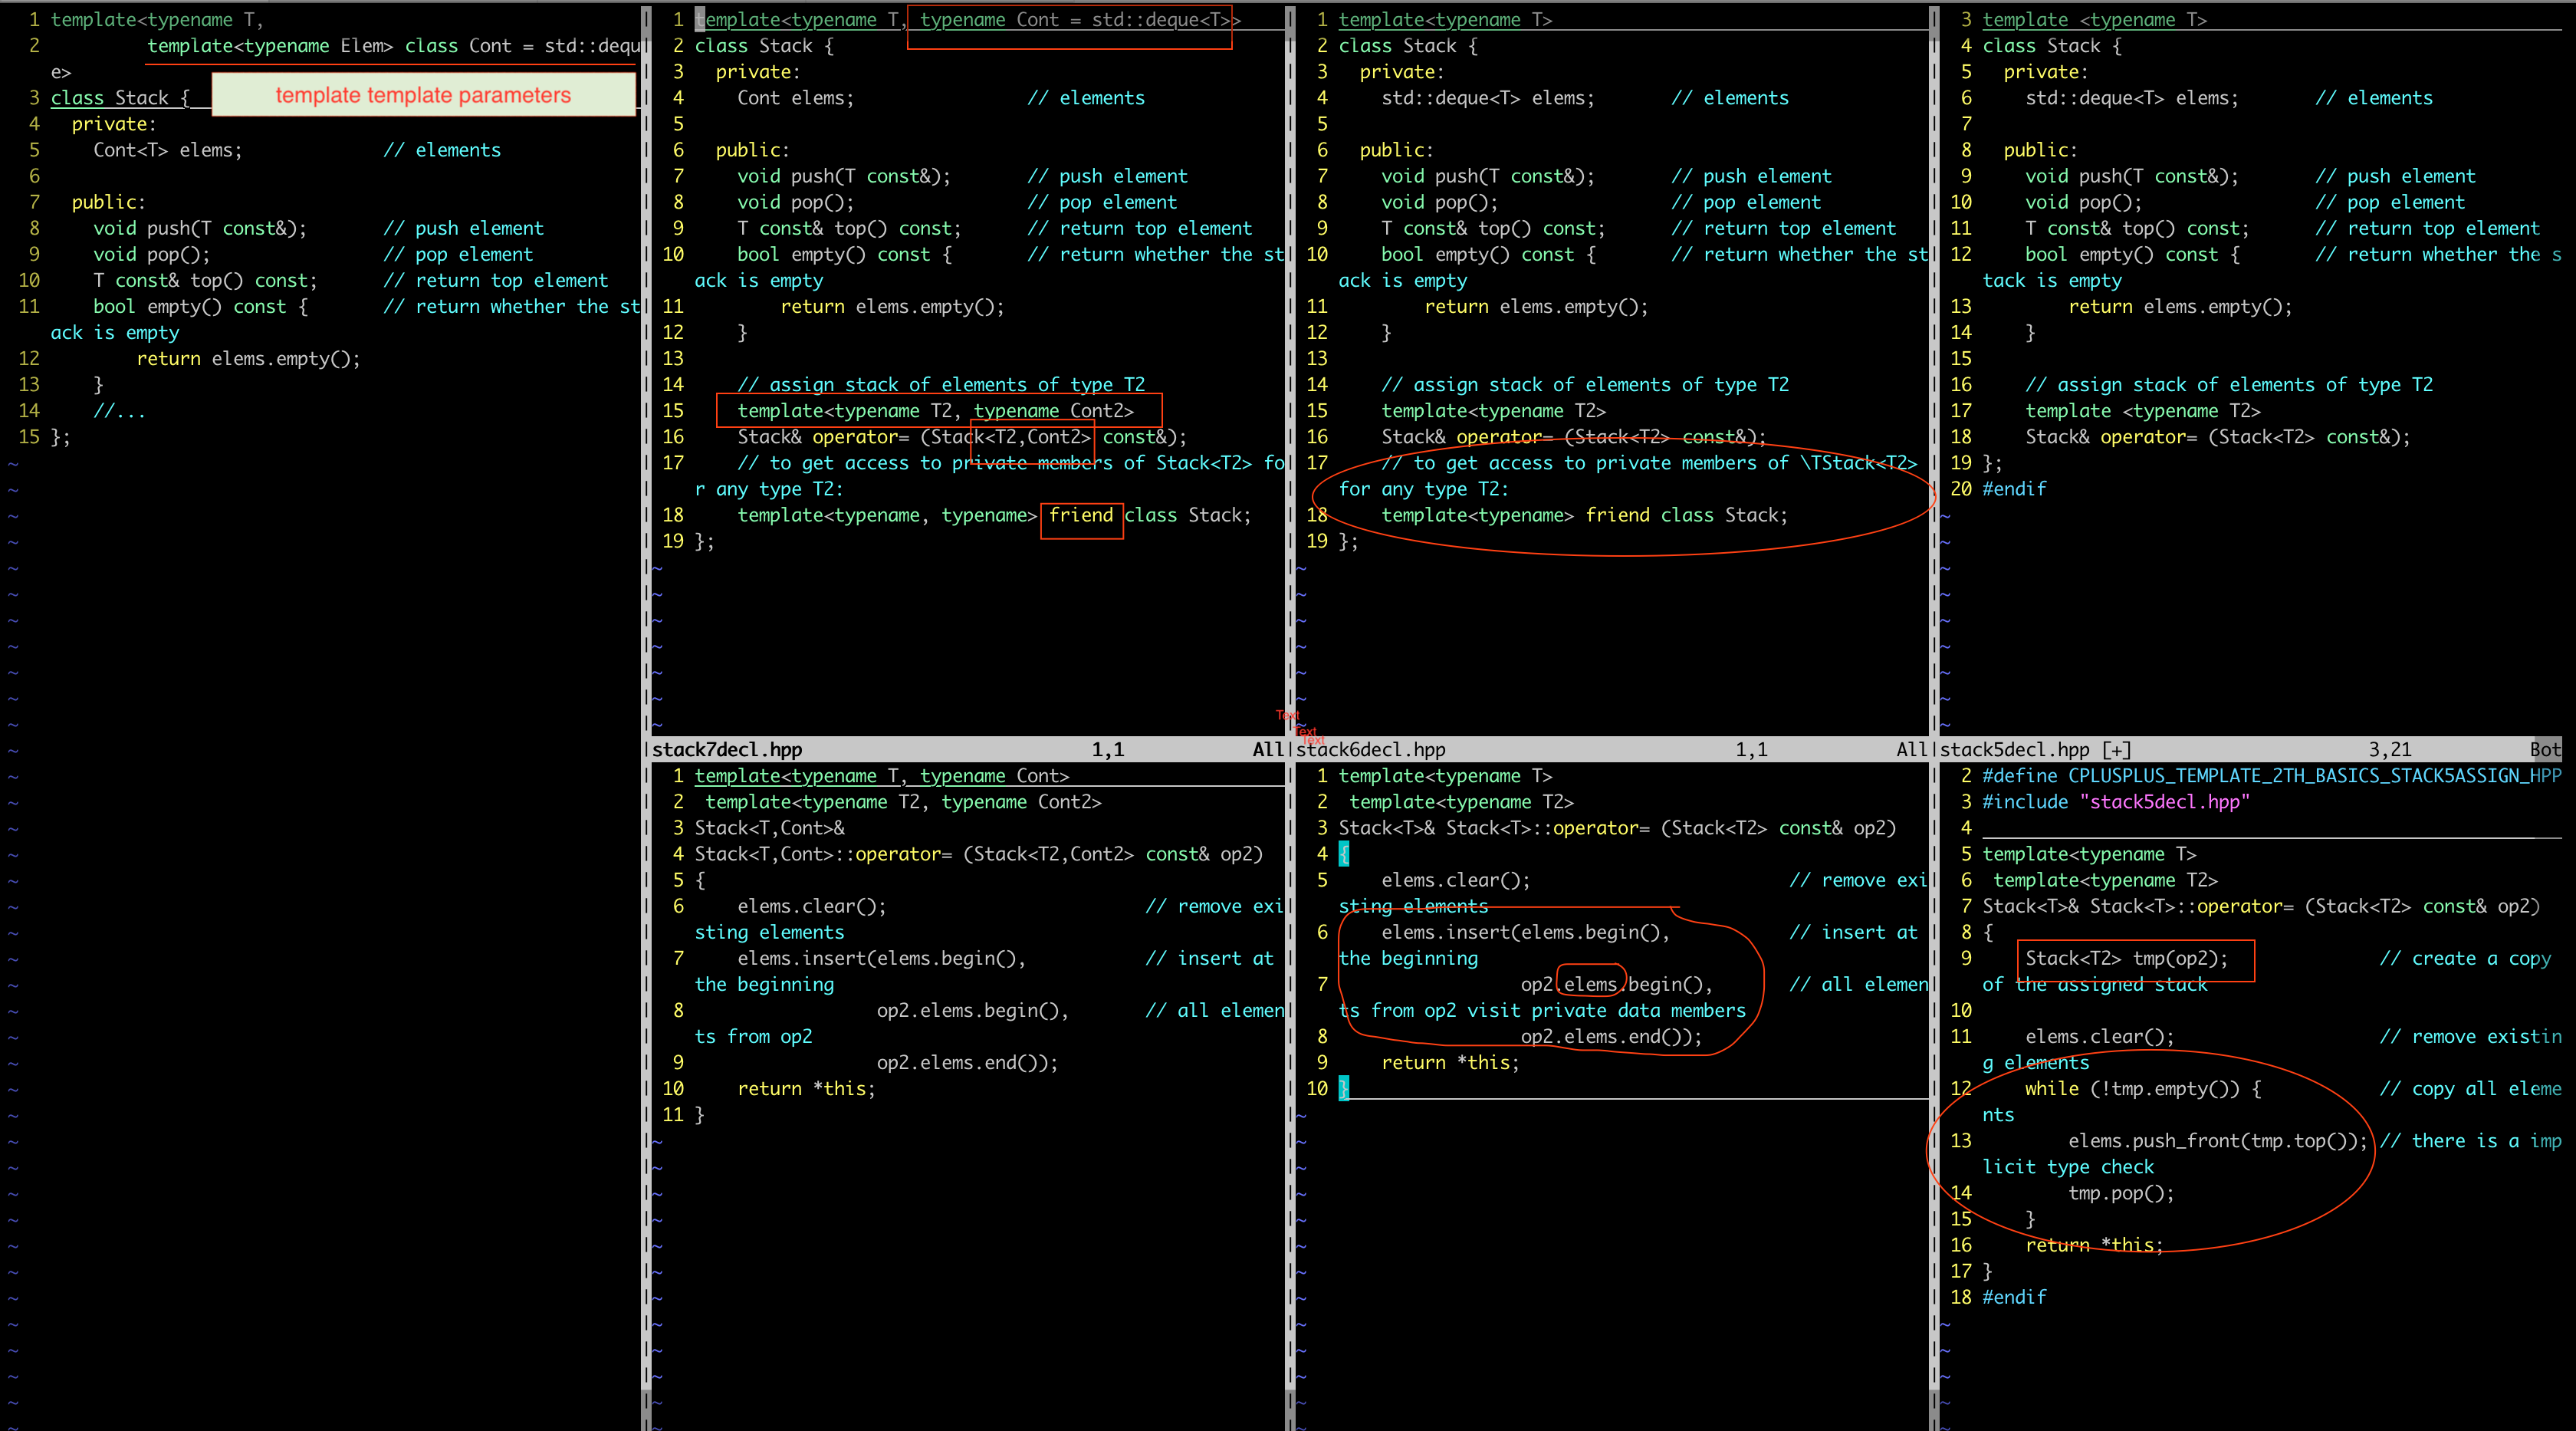 1 template<typename T,
2          template<typename Elem> class Cont = std::dequ
e>
3 class Stack {
template template parameters
4   private:
5     Cont<T> elems;             // elements
6
7   public:
8     void push(T const&);       // push element
9     void pop();                // pop element
10     T const& top() const;      // return top element
11     bool empty() const {       // return whether the st
ack is empty
12         return elems.empty();
13     }
14     //...
15 };
1 template<typename T, typename Cont = std::deque<T>>
2 class Stack {
3   private:
4     Cont elems;                // elements
5
6   public:
7     void push(T const&);       // push element
8     void pop();                // pop element
9     T const& top() const;      // return top element
10     bool empty() const {       // return whether the st
ack is empty
11         return elems.empty();
12     }
13
14     // assign stack of elements of type T2
15     template<typename T2, typename Cont2>
16     Stack& operator= (Stack<T2,Cont2> const&);
17     // to get access to private members of Stack<T2> fo
r any type T2:
18     template<typename, typename> friend class Stack;
19 };
stack7decl.hpp 1,1 All
1 template<typename T, typename Cont>
2  template<typename T2, typename Cont2>
3 Stack<T,Cont>&
4 Stack<T,Cont>::operator= (Stack<T2,Cont2> const& op2)
5 {
6     elems.clear();                        // remove exi
sting elements
7     elems.insert(elems.begin(),           // insert at
the beginning
8                  op2.elems.begin(),       // all elemen
ts from op2
9                  op2.elems.end());
10     return *this;
11 }
1 template<typename T>
2 class Stack {
3   private:
4     std::deque<T> elems;       // elements
5
6   public:
7     void push(T const&);       // push element
8     void pop();                // pop element
9     T const& top() const;      // return top element
10     bool empty() const {       // return whether the st
ack is empty
11         return elems.empty();
12     }
13
14     // assign stack of elements of type T2
15     template<typename T2>
16     Stack& operator= (Stack<T2> const&);
17     // to get access to private members of \TStack<T2>
for any type T2:
18     template<typename> friend class Stack;
19 };
Text
Text
Text
stack6decl.hpp 1,1 All
1 template<typename T>
2  template<typename T2>
3 Stack<T>& Stack<T>::operator= (Stack<T2> const& op2)
4 {
5     elems.clear();                        // remove exi
sting elements
6     elems.insert(elems.begin(),           // insert at
the beginning
7                  op2.elems.begin(),       // all elemen
ts from op2 visit private data members
8                  op2.elems.end());
9     return *this;
10 }
3 template <typename T>
4 class Stack {
5   private:
6     std::deque<T> elems;       // elements
7
8   public:
9     void push(T const&);       // push element
10     void pop();                // pop element
11     T const& top() const;      // return top element
12     bool empty() const {       // return whether the s
tack is empty
13         return elems.empty();
14     }
15
16     // assign stack of elements of type T2
17     template <typename T2>
18     Stack& operator= (Stack<T2> const&);
19 };
20 #endif
stack5decl.hpp [+] 3,21 Bot
2 #define CPLUSPLUS_TEMPLATE_2TH_BASICS_STACK5ASSIGN_HPP
3 #include "stack5decl.hpp"
4
5 template<typename T>
6  template<typename T2>
7 Stack<T>& Stack<T>::operator= (Stack<T2> const& op2)
8 {
9     Stack<T2> tmp(op2);              // create a copy
of the assigned stack
10
11     elems.clear();                   // remove existin
g elements
12     while (!tmp.empty()) {           // copy all eleme
nts
13         elems.push_front(tmp.top()); // there is a imp
licit type check
14         tmp.pop();
15     }
16     return *this;
17 }
18 #endif